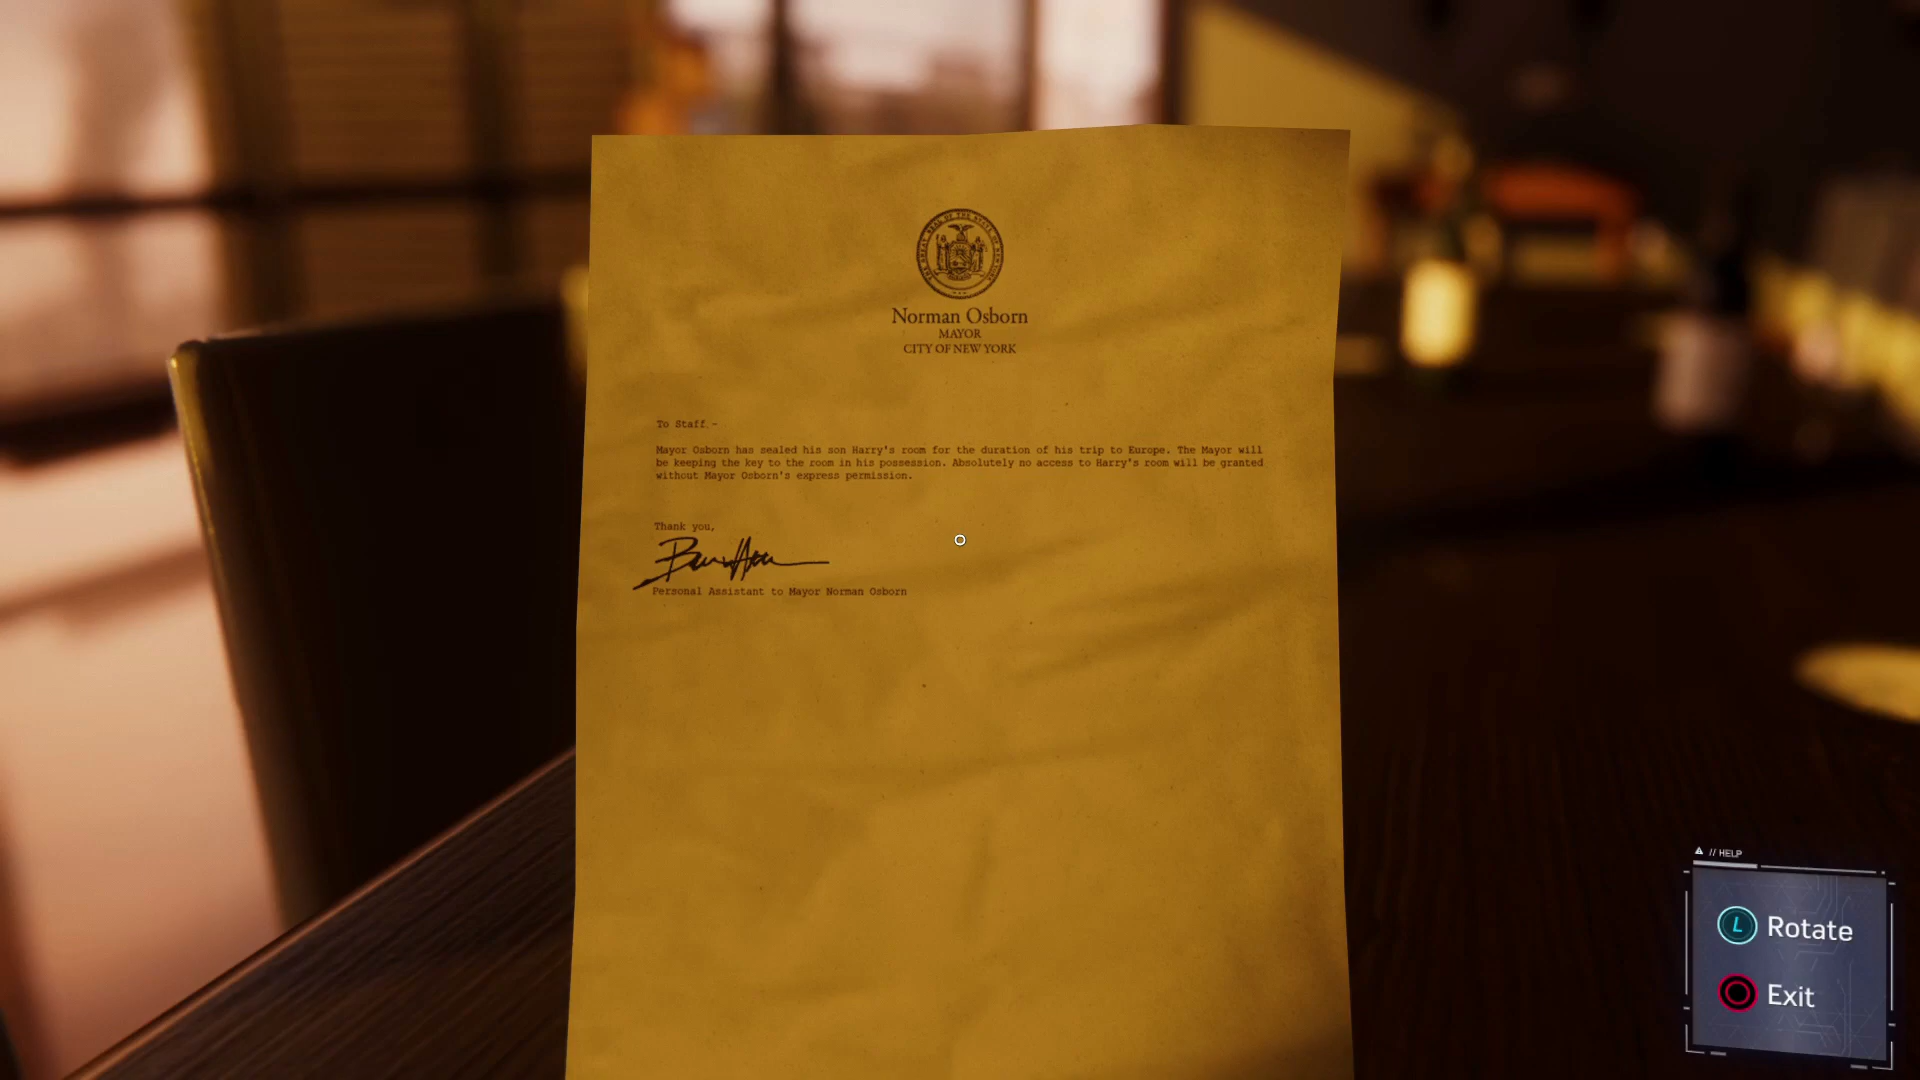 Norman Osborn
MAYOR
CITY OF NEW YORK
To Staff -
Mayor Osborn has sealed his son Harry's room for the duration of his trip to Europe. The Mayor will
be keeping the key to the room in his possession. Absolutely no access to Harry's room will be granted
without Mayor Osborn's express permission.
Thank you,
Personal Assistant to Mayor Norman Osborn
// HELP
L Rotate
Exit